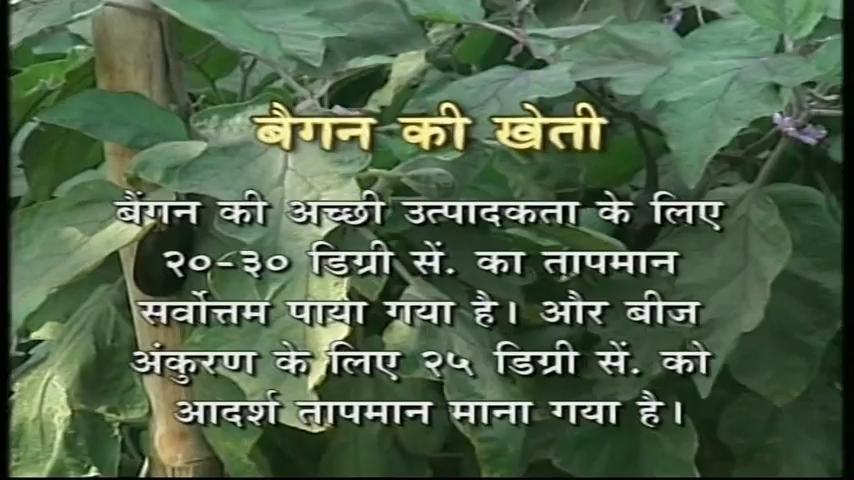 बैगन की खेती
बैंगन की अच्छी उत्पादकता के लिए
२०-३० डिग्री सें. का तापमान
सर्वोत्तम पाया गया है। और बीज
अंकुरण के लिए २५ डिग्री सें. को
आदर्श तापमान माना गया है।